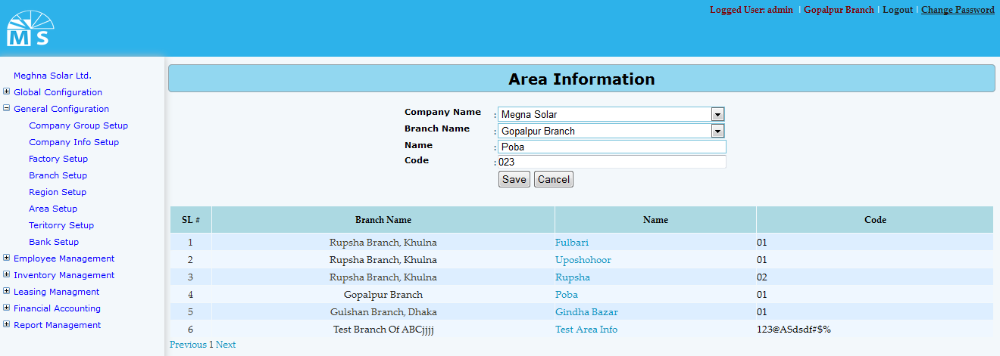 Logged User: admin | Gopalpur Branch | Logout | Change Password
MS
Meghna Solar Ltd.
Global Configuration
General Configuration
Company Group Setup
Company Info Setup
Factory Setup
Branch Setup
Region Setup
Area Setup
Teritorry Setup
Bank Setup
Employee Management
Inventory Management
Leasing Managment
Financial Accounting
Report Management
Area Information
Company Name : Megna Solar
Branch Name : Gopalpur Branch
Name : Poba
Code : 023
Save Cancel
SL # Branch Name Name Code
1 Rupsha Branch, Khulna Fulbari 01
2 Rupsha Branch, Khulna Uposhohoor 01
3 Rupsha Branch, Khulna Rupsha 02
4 Gopalpur Branch Poba 01
5 Gulshan Branch, Dhaka Gindha Bazar 01
6 Test Branch Of ABCjjjj Test Area Info 123@ASdsdf#$%
Previous 1 Next